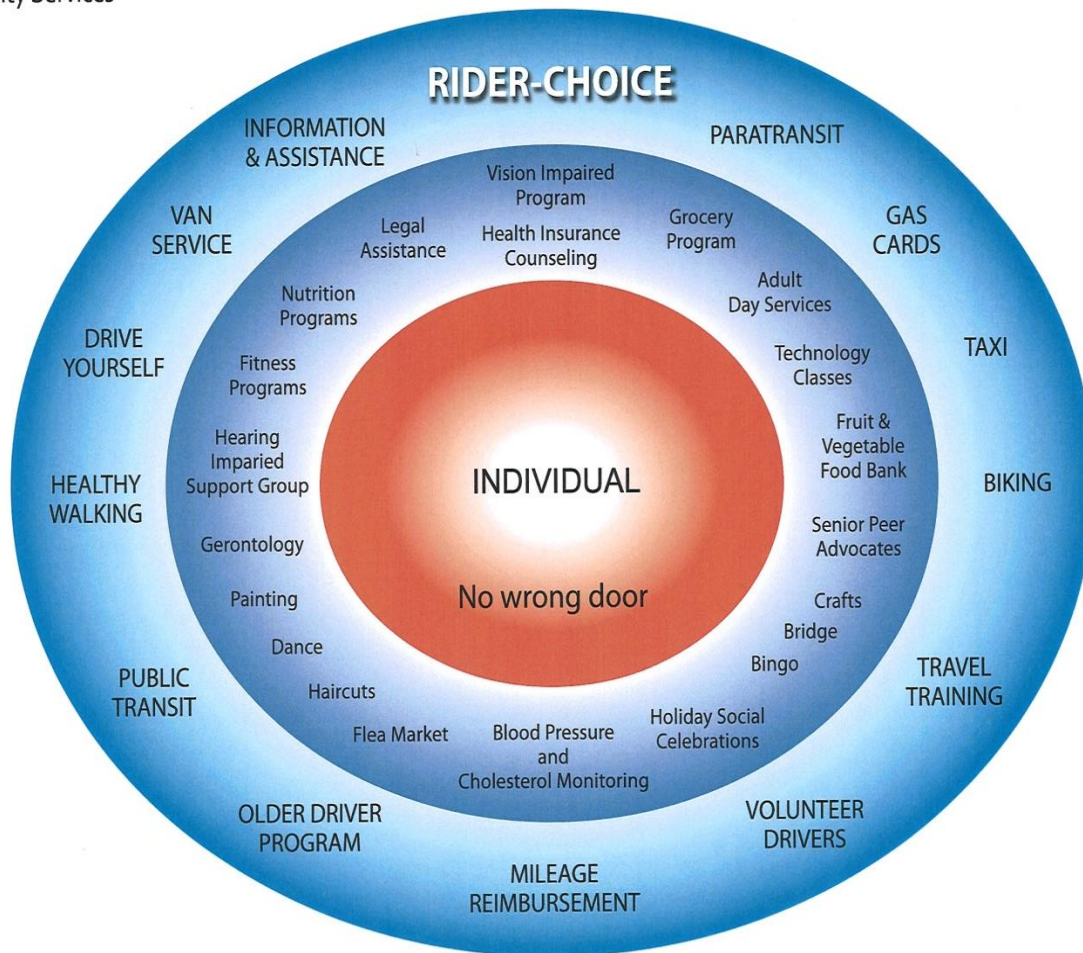 ity Services
RIDER-CHOICE
INFORMATION
& ASSISTANCE
PARATRANSIT
VAN
SERVICE
GAS
CARDS
DRIVE
YOURSELF
TAXI
HEALTHY
WALKING
BIKING
PUBLIC
TRANSIT
TRAVEL
TRAINING
OLDER DRIVER
PROGRAM
VOLUNTEER
DRIVERS
MILEAGE
REIMBURSEMENT
Vision Impaired
Program
Health Insurance
Counseling
Legal
Assistance
Grocery
Program
Nutrition
Programs
Adult
Day Services
Fitness
Programs
Technology
Classes
Hearing
Imparied
Support Group
Fruit &
Vegetable
Food Bank
Gerontology
Senior Peer
Advocates
Painting
Crafts
Dance
Bridge
Haircuts
Bingo
Flea Market
Blood Pressure
and
Cholesterol Monitoring
Holiday Social
Celebrations
INDIVIDUAL
No wrong door